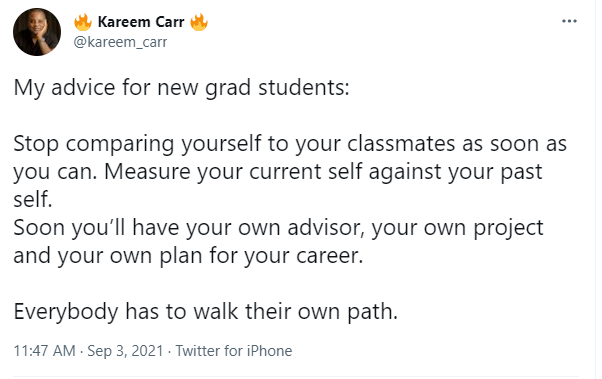 🔥 Kareem Carr 🔥
@kareem_carr
My advice for new grad students:
Stop comparing yourself to your classmates as soon as
you can. Measure your current self against your past
self.
Soon you’ll have your own advisor, your own project
and your own plan for your career.
Everybody has to walk their own path.
11:47 AM · Sep 3, 2021 · Twitter for iPhone